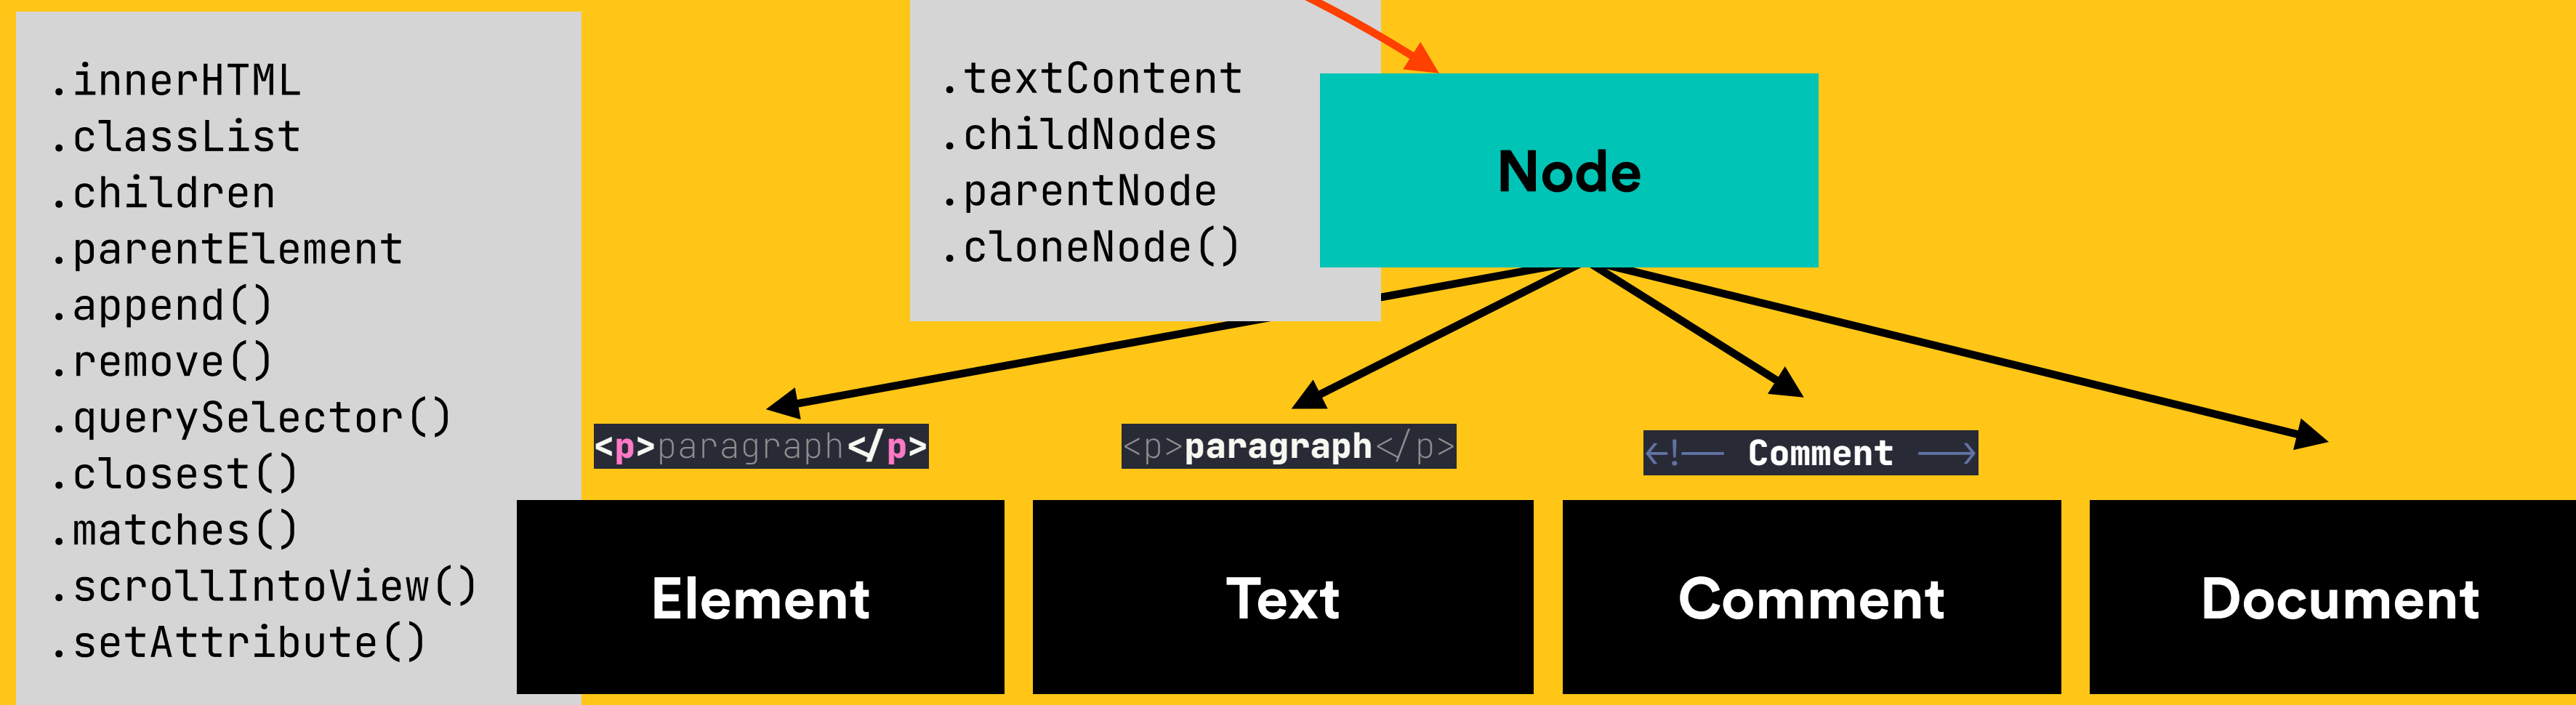 .innerHTML
.classList
.children
.parentElement
.append()
.remove()
.querySelector()
.closest()
.matches()
.scrollIntoView()
.setAttribute()
.textContent
.childNodes
.parentNode
.cloneNode()
Node
<p>paragraph</p>
<p>paragraph</p>
<!-- Comment -->
Element
Text
Comment
Document